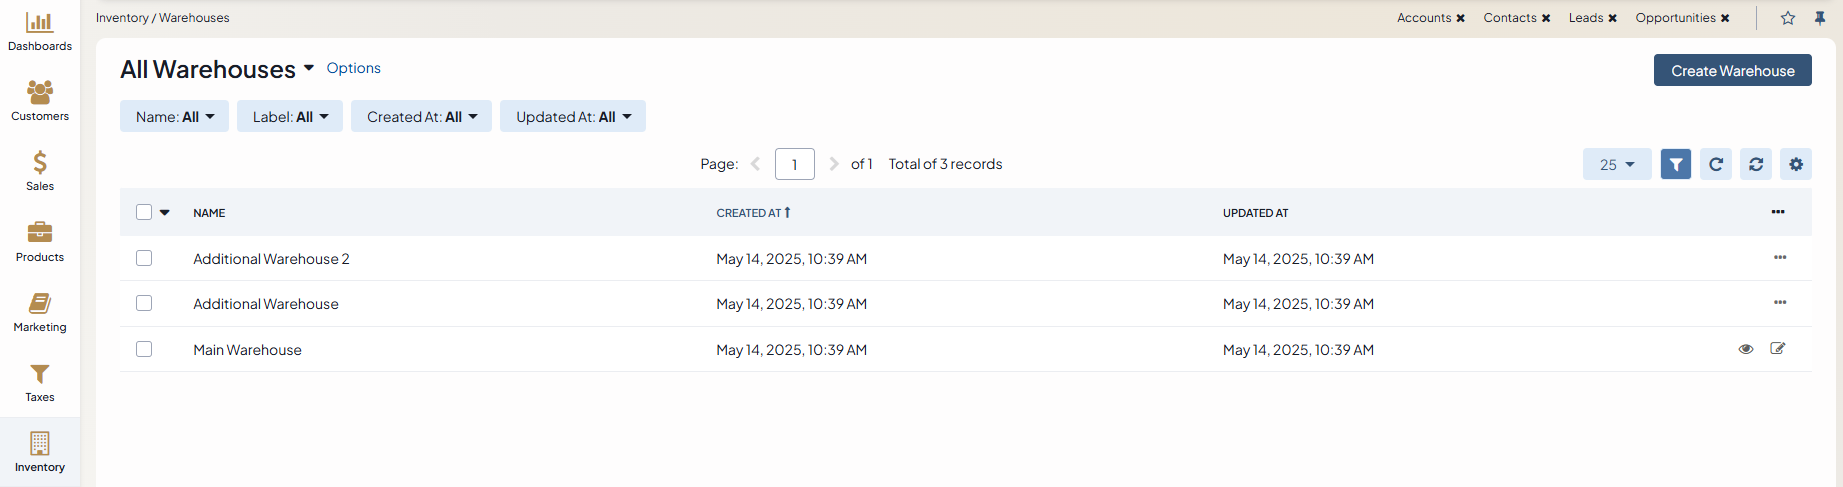 Dashboards
Customers
Sales
Products
Marketing
Taxes
Inventory
Inventory / Warehouses
Accounts ✖ Contacts ✖ Leads ✖ Opportunities ✖
All Warehouses Options
Create Warehouse
Name: All Label: All Created At: All Updated At: All
Page: 1 of 1 Total of 3 records
25
NAME CREATED AT UPDATED AT
Additional Warehouse 2 May 14, 2025, 10:39 AM May 14, 2025, 10:39 AM
Additional Warehouse May 14, 2025, 10:39 AM May 14, 2025, 10:39 AM
Main Warehouse May 14, 2025, 10:39 AM May 14, 2025, 10:39 AM